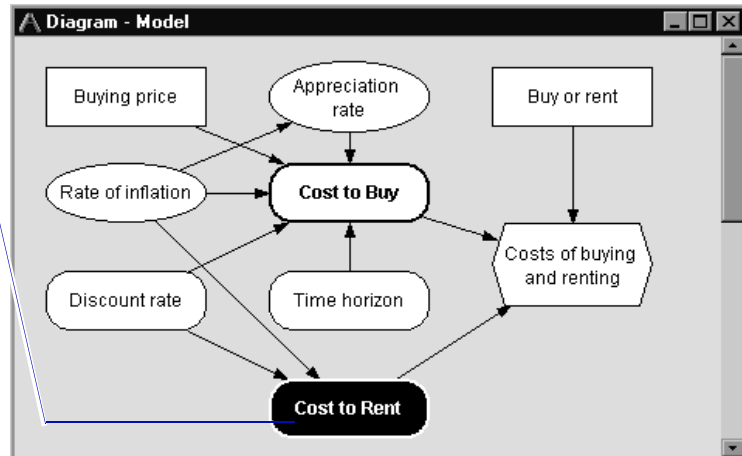 Diagram - Model
Buying price
Appreciation
rate
Buy or rent
Rate of inflation
Cost to Buy
Costs of buying
and renting
Discount rate
Time horizon
Cost to Rent